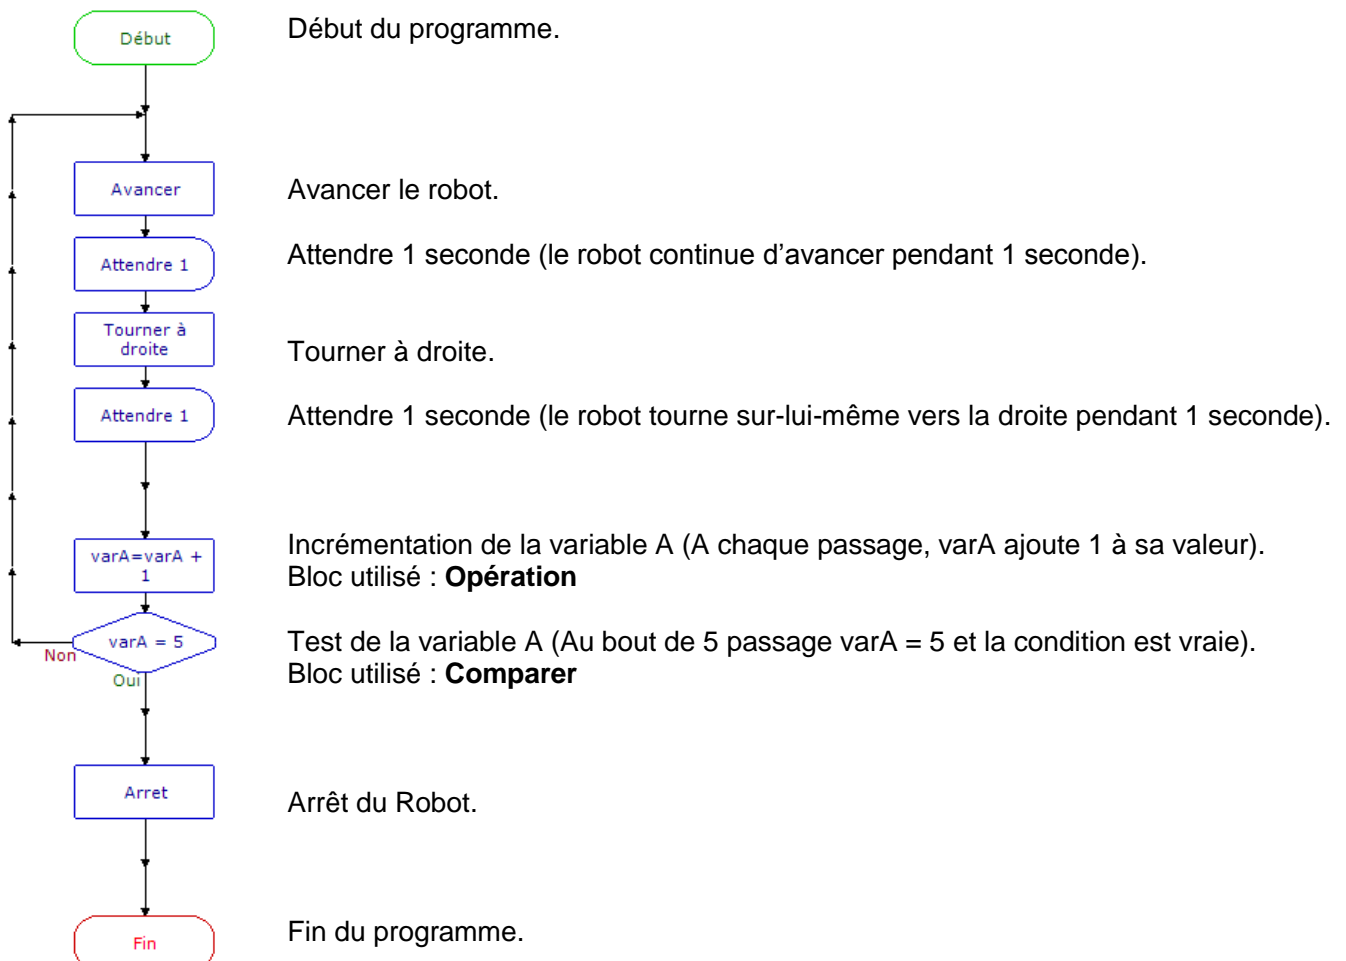 Début
Début du programme.
Avancer
Avancer le robot.
Attendre 1
Attendre 1 seconde (le robot continue d’avancer pendant 1 seconde).
Tourner à
droite
Tourner à droite.
Attendre 1
Attendre 1 seconde (le robot tourne sur-lui-même vers la droite pendant 1 seconde).
varA=varA +
1
Incrémentation de la variable A (A chaque passage, varA ajoute 1 à sa valeur).
Bloc utilisé : Opération
varA = 5
Non
Oui
Test de la variable A (Au bout de 5 passage varA = 5 et la condition est vraie).
Bloc utilisé : Comparer
Arret
Arrêt du Robot.
Fin
Fin du programme.